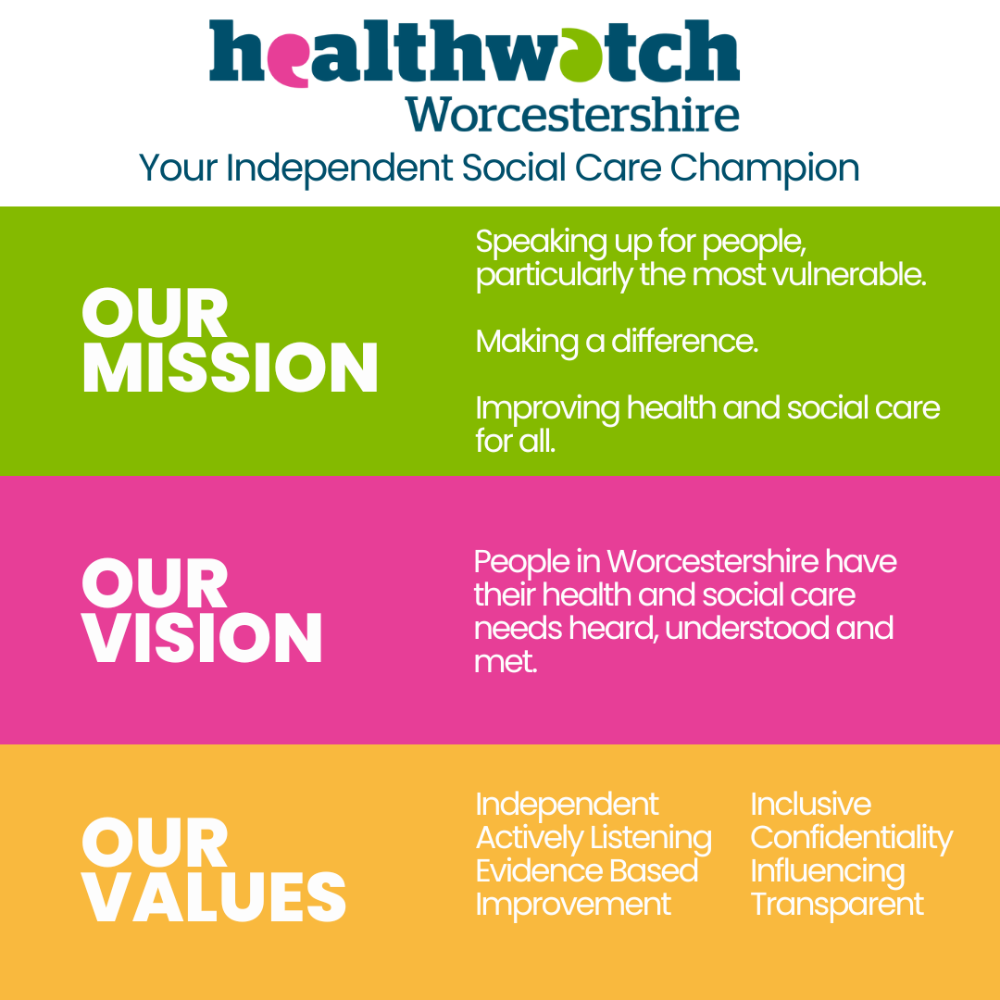 healthwatch
Worcestershire
Your Independent Social Care Champion
OUR
MISSION
Speaking up for people,
particularly the most vulnerable.
Making a difference.
Improving health and social care
for all.
OUR
VISION
People in Worcestershire have
their health and social care
needs heard, understood and
met.
OUR
VALUES
Independent
Actively Listening
Evidence Based
Improvement
Inclusive
Confidentiality
Influencing
Transparent